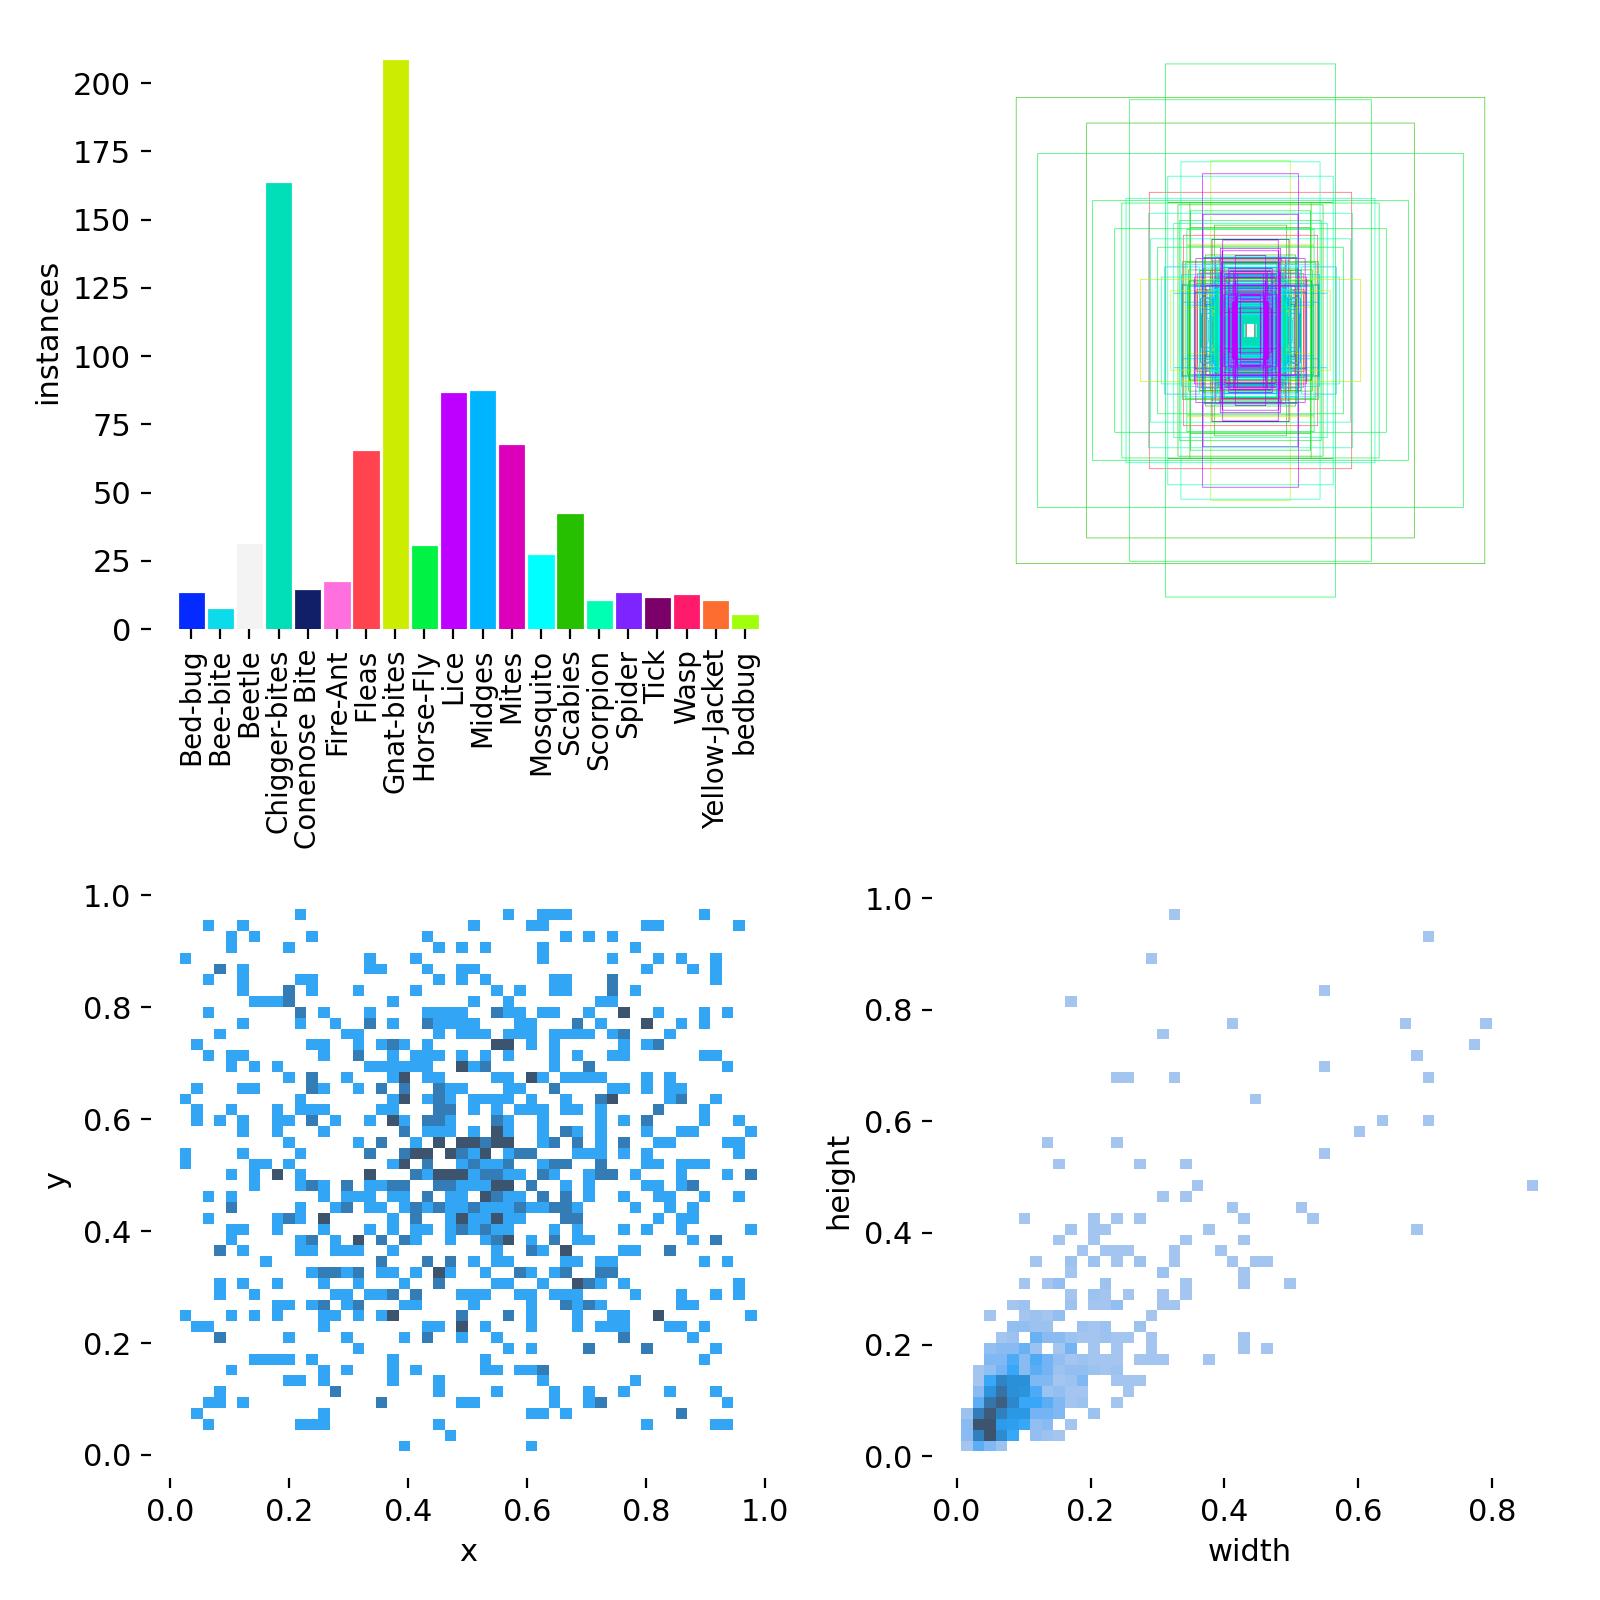 200
175
150
125
100
75
50
25
0
instances
Bed-bug
Bee-bite
Beetle
Chigger-bites
Conenose Bite
Fire-Ant
Fleas
Gnat-bites
Horse-Fly
Lice
Midges
Mites
Mosquito
Scabies
Scorpion
Spider
Tick
Wasp
Yellow-Jacket
bedbug
1.0
0.8
0.6
0.4
0.2
0.0
y
0.0 0.2 0.4 0.6 0.8 1.0
x
1.0
0.8
0.6
0.4
0.2
0.0
height
0.0 0.2 0.4 0.6 0.8
width